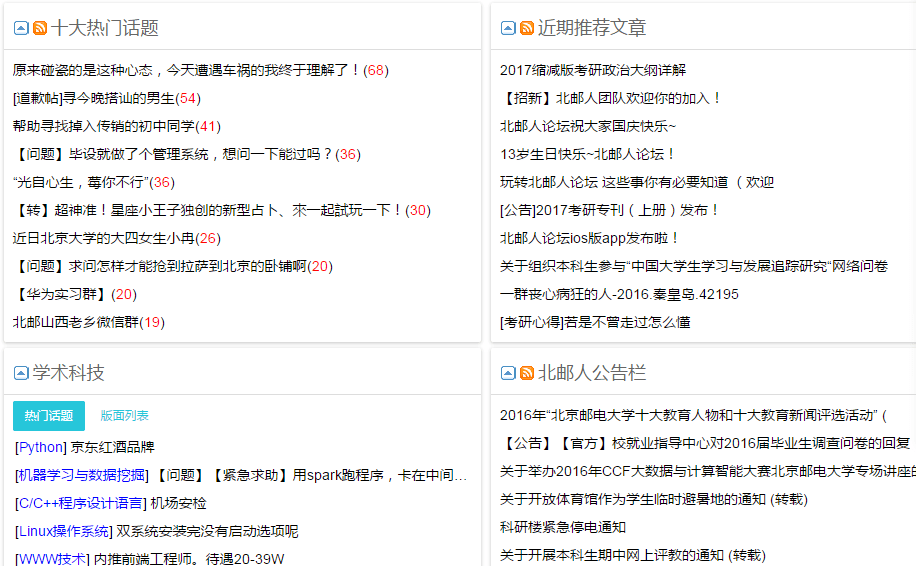 十大热门话题
原来碰瓷的是这种心态，今天遭遇车祸的我终于理解了！(68)
[道歉帖]寻今晚搭讪的男生(54)
帮助寻找掉入传销的初中同学(41)
【问题】毕设就做了个管理系统，想问一下能过吗？(36)
“光自心生，莓你不行”(36)
【转】超神准！星座小王子独创的新型占卜、來一起試玩一下！(30)
近日北京大学的大四女生小冉(26)
【问题】求问怎样才能抢到拉萨到北京的卧铺啊(20)
【华为实习群】(20)
北邮山西老乡微信群(19)
近期推荐文章
2017缩减版考研政治大纲详解
【招新】北邮人团队欢迎你的加入！
北邮人论坛祝大家国庆快乐~
13岁生日快乐~北邮人论坛！
玩转北邮人论坛 这些事你有必要知道 （欢迎
[公告]2017考研专刊（上册）发布！
北邮人论坛ios版app发布啦！
关于组织本科生参与“中国大学生学习与发展追踪研究“网络问卷
一群丧心病狂的人-2016.秦皇岛.42195
[考研心得]若是不曾走过怎么懂
学术科技
热门话题 版面列表
[Python] 京东红酒品牌
[机器学习与数据挖掘] 【问题】【紧急求助】用spark跑程序，卡在中间...
[C/C++程序设计语言] 机场安检
[Linux操作系统] 双系统安装完没有启动选项呢
[WWW技术] 内推前端工程师。待遇20-39W
北邮人公告栏
2016年“北京邮电大学十大教育人物和十大教育新闻评选活动”（
【公告】【官方】校就业指导中心对2016届毕业生调查问卷的回复
关于举办2016年CCF大数据与计算智能大赛北京邮电大学专场讲座的
关于开放体育馆作为学生临时避暑地的通知 (转载)
科研楼紧急停电通知
关于开展本科生期中网上评教的通知 (转载)